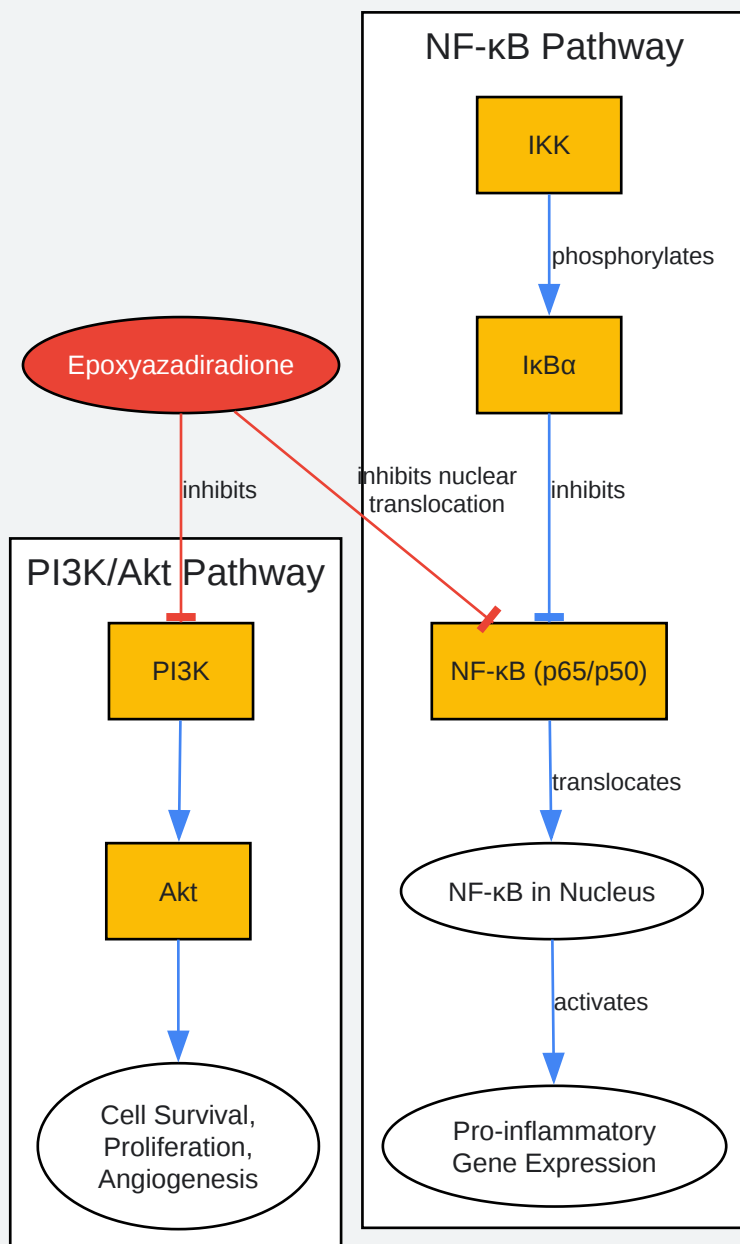 NF-κB Pathway
IKK
phosphorylates
Epoxyazadiradione
IκBα
inhibits
inhibits nuclear
translocation
inhibits
PI3K/Akt Pathway
PI3K
NF-κB (p65/p50)
translocates
Akt
NF-κB in Nucleus
activates
Cell Survival,
Proliferation,
Angiogenesis
Pro-inflammatory
Gene Expression